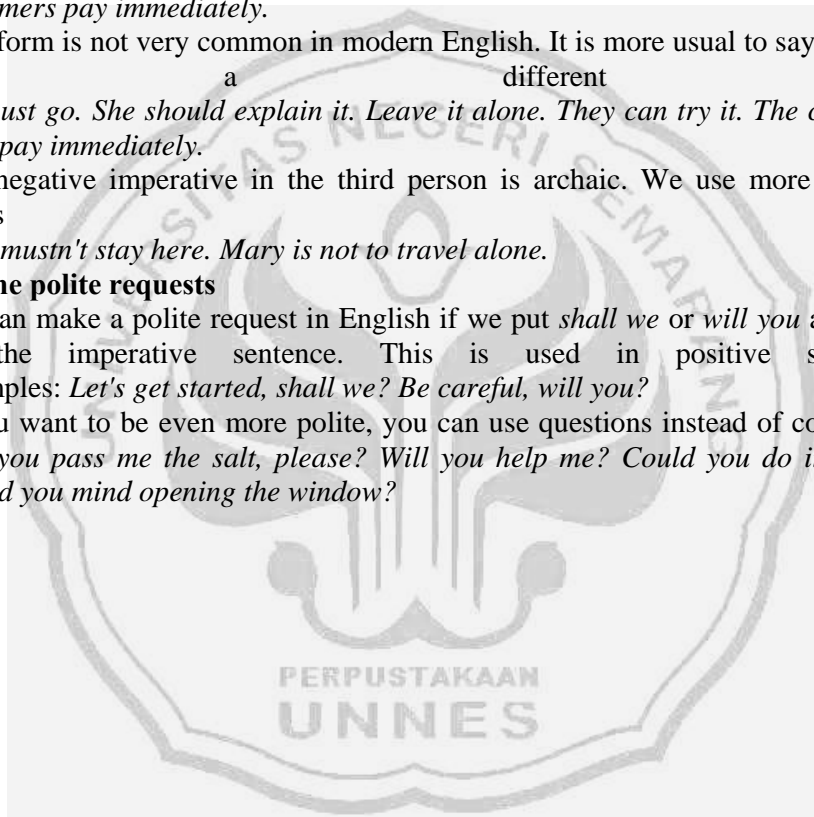 mers pay immediately.
form is not very common in modern English. It is more usual to say
a different
ust go. She should explain it. Leave it alone. They can try it. The c
pay immediately.
negative imperative in the third person is archaic. We use more
s
mustn't stay here. Mary is not to travel alone.
ne polite requests
an make a polite request in English if we put shall we or will you a
the imperative sentence. This is used in positive s
nples: Let's get started, shall we? Be careful, will you?
u want to be even more polite, you can use questions instead of co
you pass me the salt, please? Will you help me? Could you do i
d you mind opening the window?
UNIVERSITAS NEGERI SEMARANG
PERPUSTAKAAN
UNNES